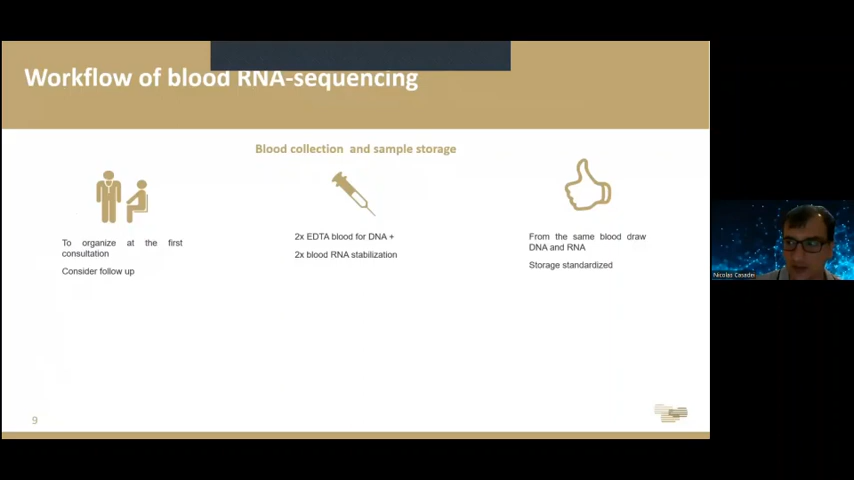 Workflow of blood RNA-sequencing
Blood collection and sample storage
To organize at the first
consultation
Consider follow up
2x EDTA blood for DNA +
2x blood RNA stabilization
From the same blood draw
DNA and RNA
Storage standardized
Nicolas Casadei
9